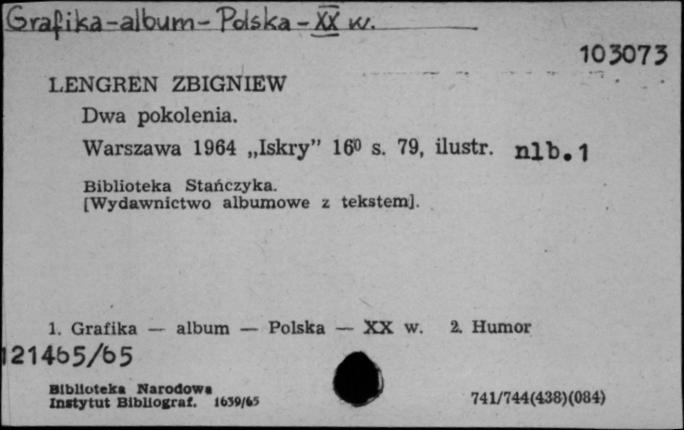 Grafika-album-Polska-XX w.
103073
LENGREN ZBIGNIEW
Dwa pokolenia.
Warszawa 1964 „Iskry” 16⁰ s. 79, ilustr. nlb.1
Biblioteka Stańczyka.
[Wydawnictwo albumowe z tekstem].
1. Grafika — album — Polska — XX w. 2. Humor
121465/65
Biblioteka Narodowa
Instytut Bibliograf. 1639/65
741/744(438)(084)